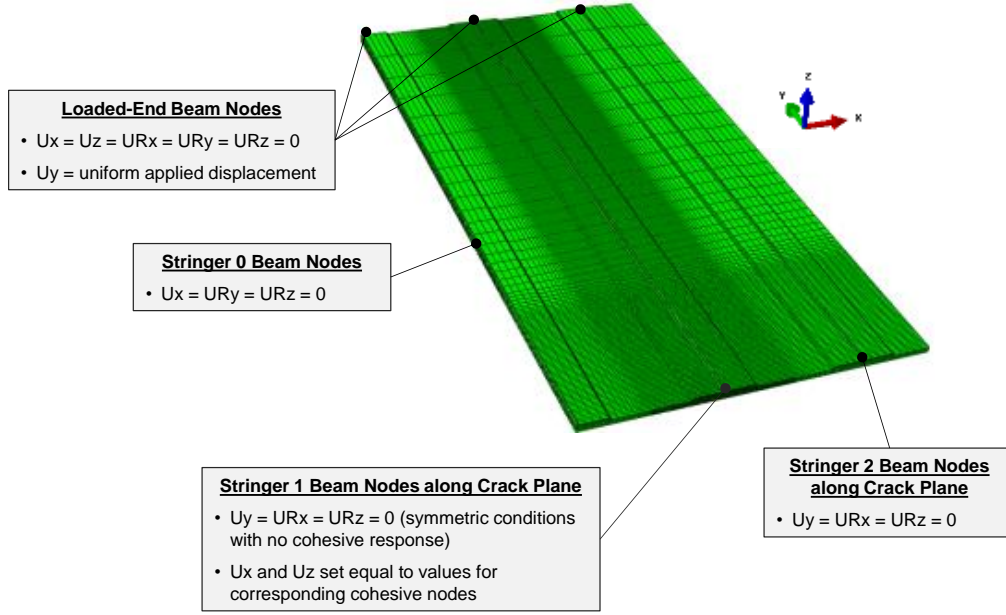 Loaded-End Beam Nodes
• Ux = Uz = URx = URy = URz = 0
• Uy = uniform applied displacement
Z
Y
X
Stringer 0 Beam Nodes
• Ux = URy = URz = 0
Stringer 1 Beam Nodes along Crack Plane
• Uy = URx = URz = 0 (symmetric conditions
with no cohesive response)
• Ux and Uz set equal to values for
corresponding cohesive nodes
Stringer 2 Beam Nodes
along Crack Plane
• Uy = URx = URz = 0